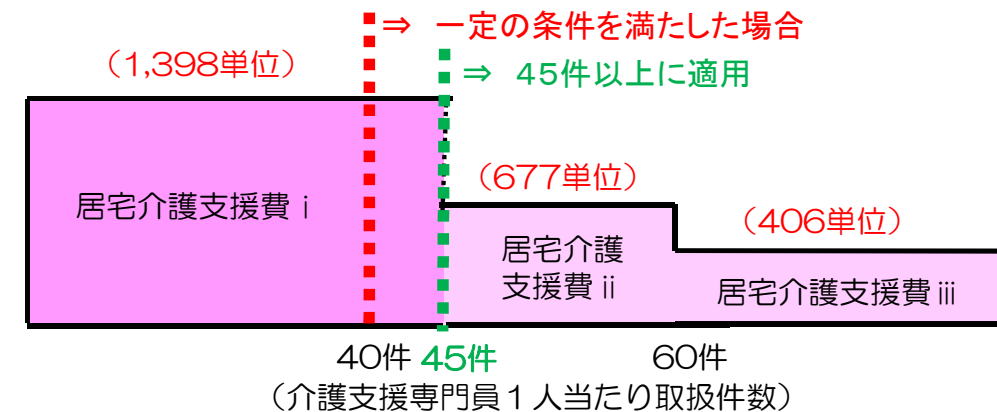 ⇒ 一定の条件を満たした場合
(1,398単位)
⇒ 45件以上に適用
(677単位)
居宅介護支援費ⅰ
(406単位)
居宅介護
支援費ⅱ
居宅介護支援費ⅲ
40件 45件 60件
(介護支援専門員1人当たり取扱件数)